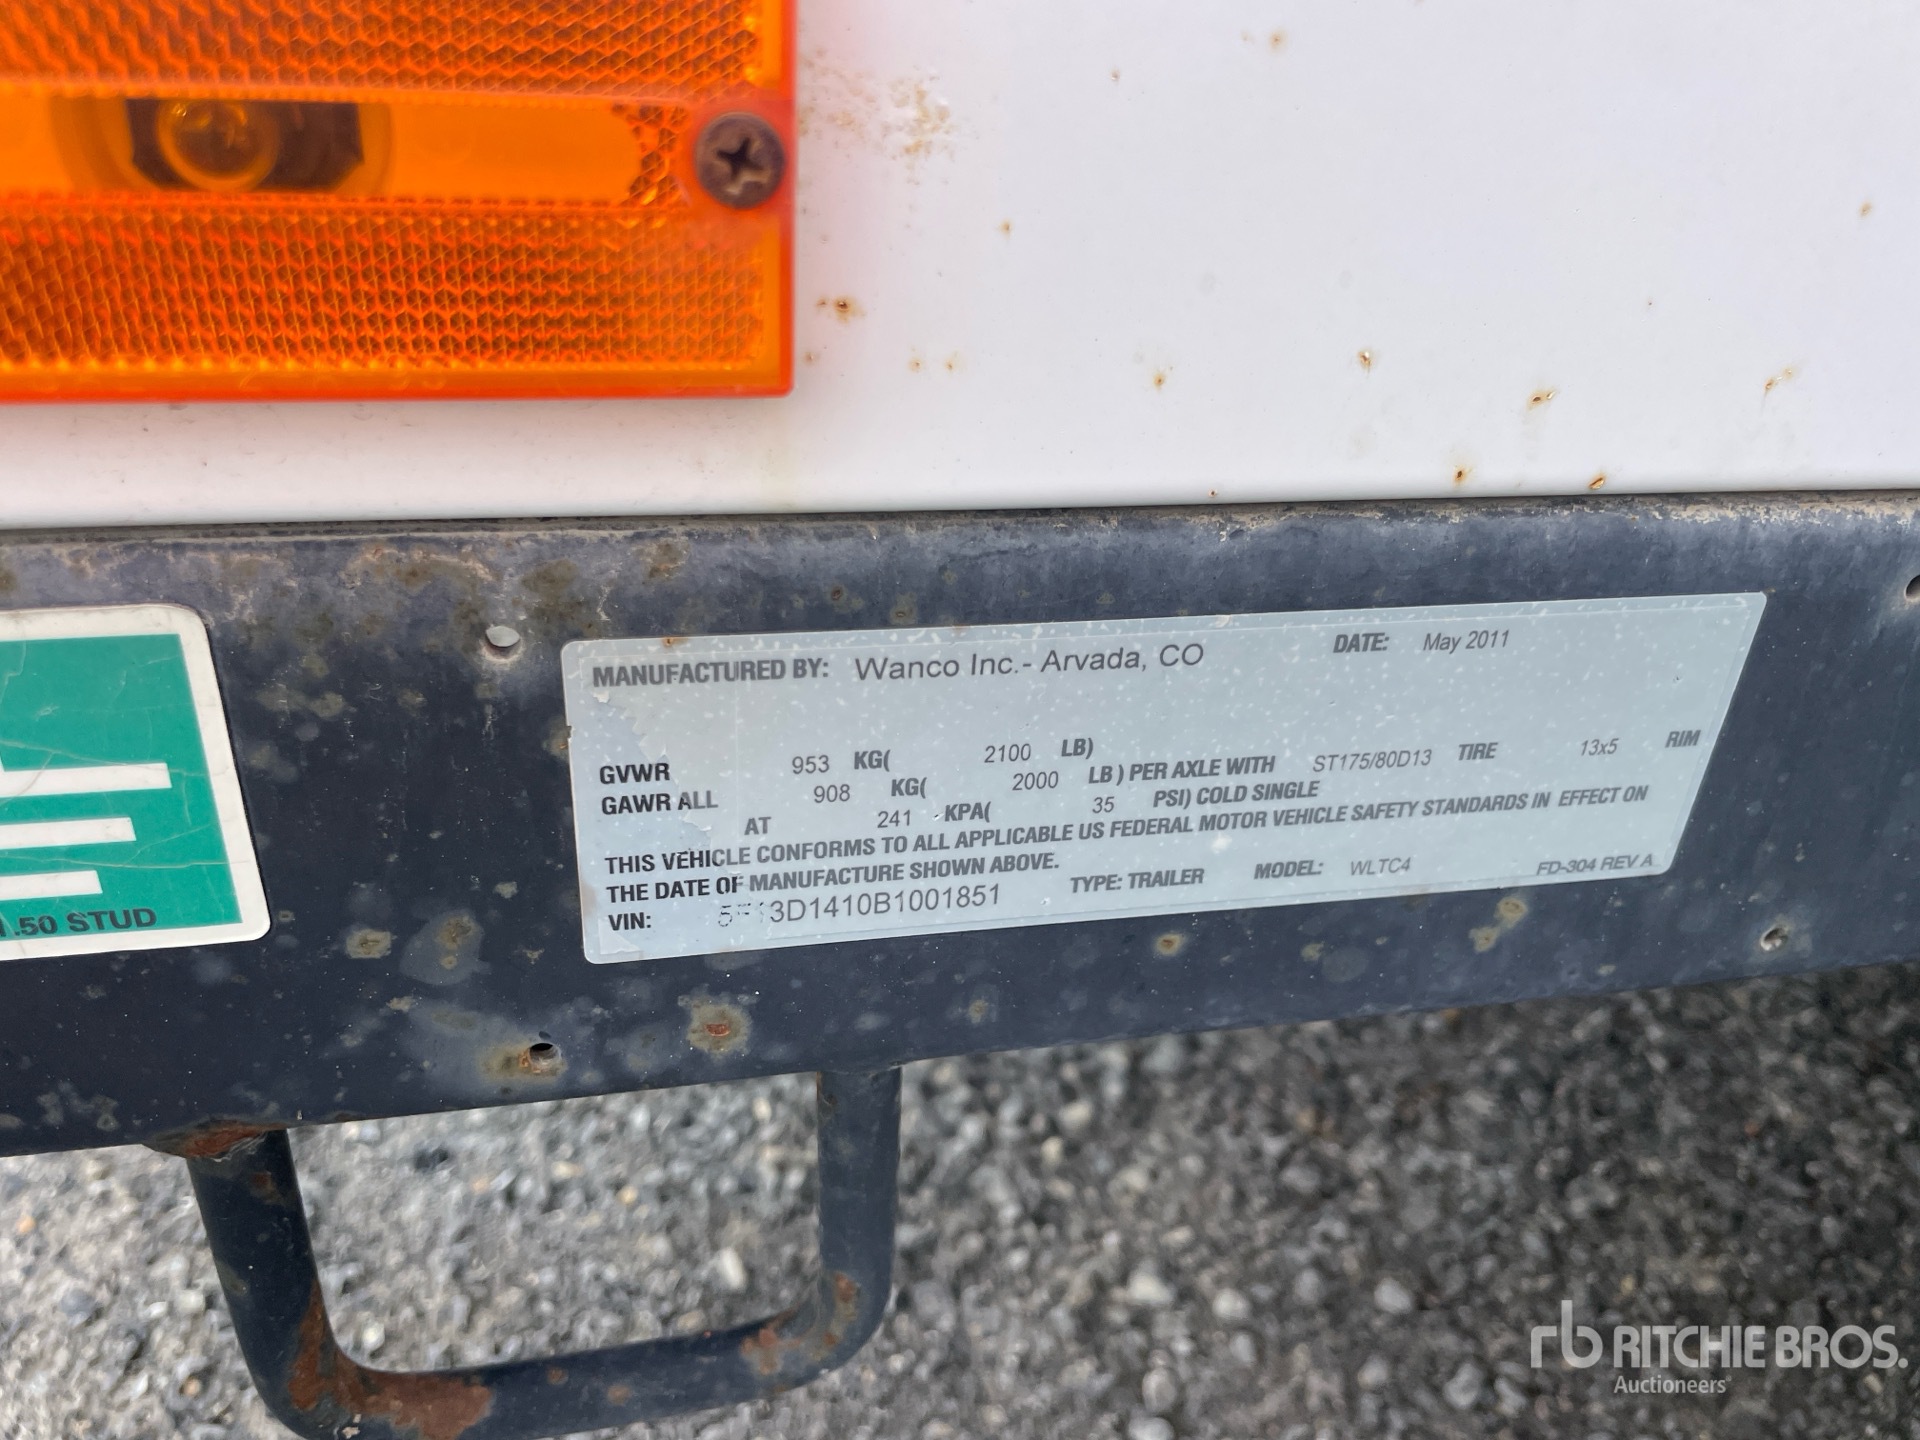 MANUFACTURED BY: Wanco Inc.- Arvada, CO DATE: May 2011
GVWR 953 KG( 2100 LB)
GAWR ALL 908 KG( 2000 LB) PER AXLE WITH ST175/80D13 TIRE 13x5 RIM
AT 241 KPA( 35 PSI) COLD SINGLE
THIS VEHICLE CONFORMS TO ALL APPLICABLE US FEDERAL MOTOR VEHICLE SAFETY STANDARDS IN EFFECT ON
THE DATE OF MANUFACTURE SHOWN ABOVE.
VIN: TYPE: TRAILER MODEL: WLTC4 FD-304 REV A
1.50 STUD
rb RITCHIE BROS.
Auctioneers